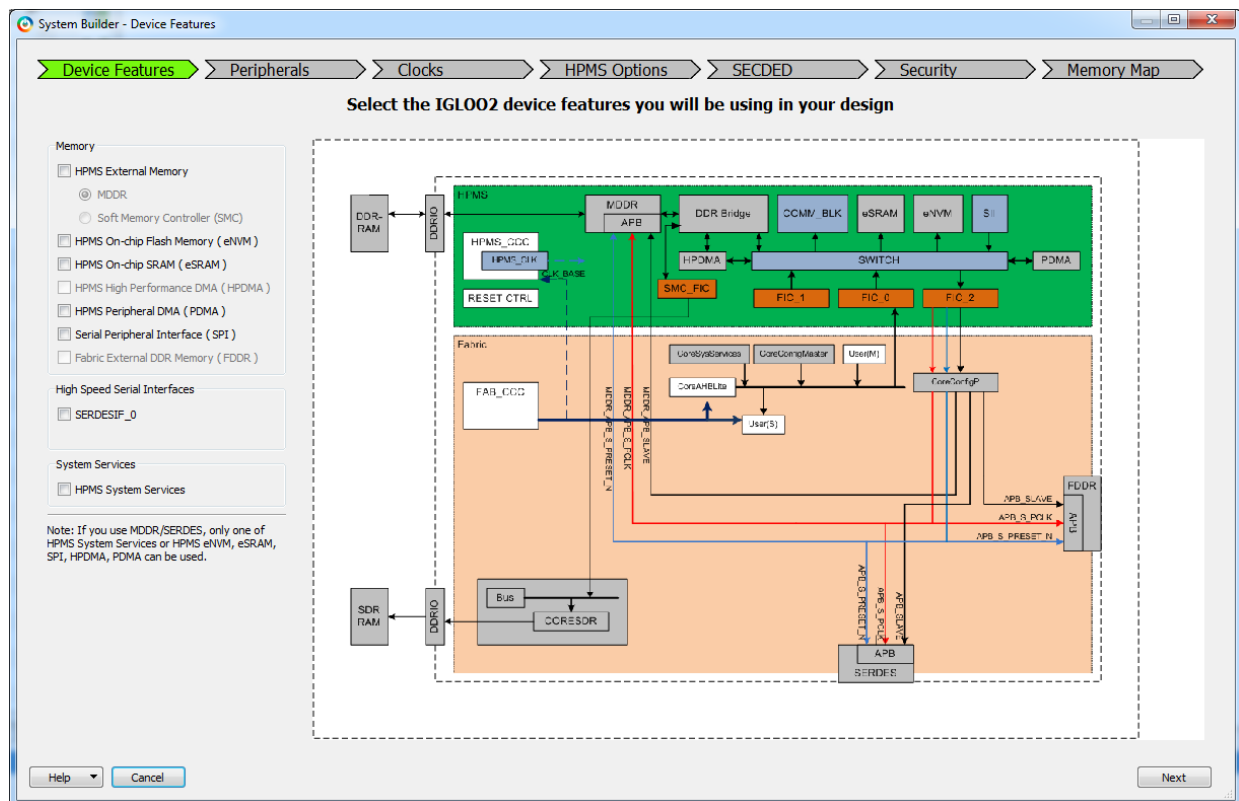 System Builder - Device Features
Device Features
Peripherals
Clocks
HPMS Options
SECDED
Security
Memory Map
Select the IGLOO2 device features you will be using in your design
Memory
HPMS External Memory
MDDR
Soft Memory Controller (SMC)
HPMS On-chip Flash Memory ( eNVM )
HPMS On-chip SRAM ( eSRAM )
HPMS High Performance DMA ( HPDMA )
HPMS Peripheral DMA ( PDMA )
Serial Peripheral Interface ( SPI )
Fabric External DDR Memory ( FDDR )
High Speed Serial Interfaces
SERDESIF_0
System Services
HPMS System Services
Note: If you use MDDR/SERDES, only one of
HPMS System Services or HPMS eNVM, eSRAM,
SPI, HPDMA, PDMA can be used.
HPMS
DDR-
RAM
DDRIO
MDDR
APB
DDR Bridge
COMM_BLK
eSRAM
eNVM
SII
HPMS_CCC
HPMS_CLK
CLK_BASE
HPDMA
SWITCH
PDMA
RESET CTRL
SMC_FIC
FIC_1
FIC_0
FIC_2
Fabric
CoreSysServices
CoreConfigMaster
User(M)
FAB_CCC
CoreAHBLite
CoreConfigP
User(S)
MDDR_APB_S_PRESET_N
MDDR_APB_S_PCLK
MDDR_APB_SLAVE
FDDR
APB
APB_SLAVE
APB_S_PCLK
APB_S_PRESET_N
SDR
RAM
DDRIO
Bus
CORESDR
APB_S_PRESET_N
APB_S_PCLK
APB_SLAVE
APB
SERDES
Help
Cancel
Next